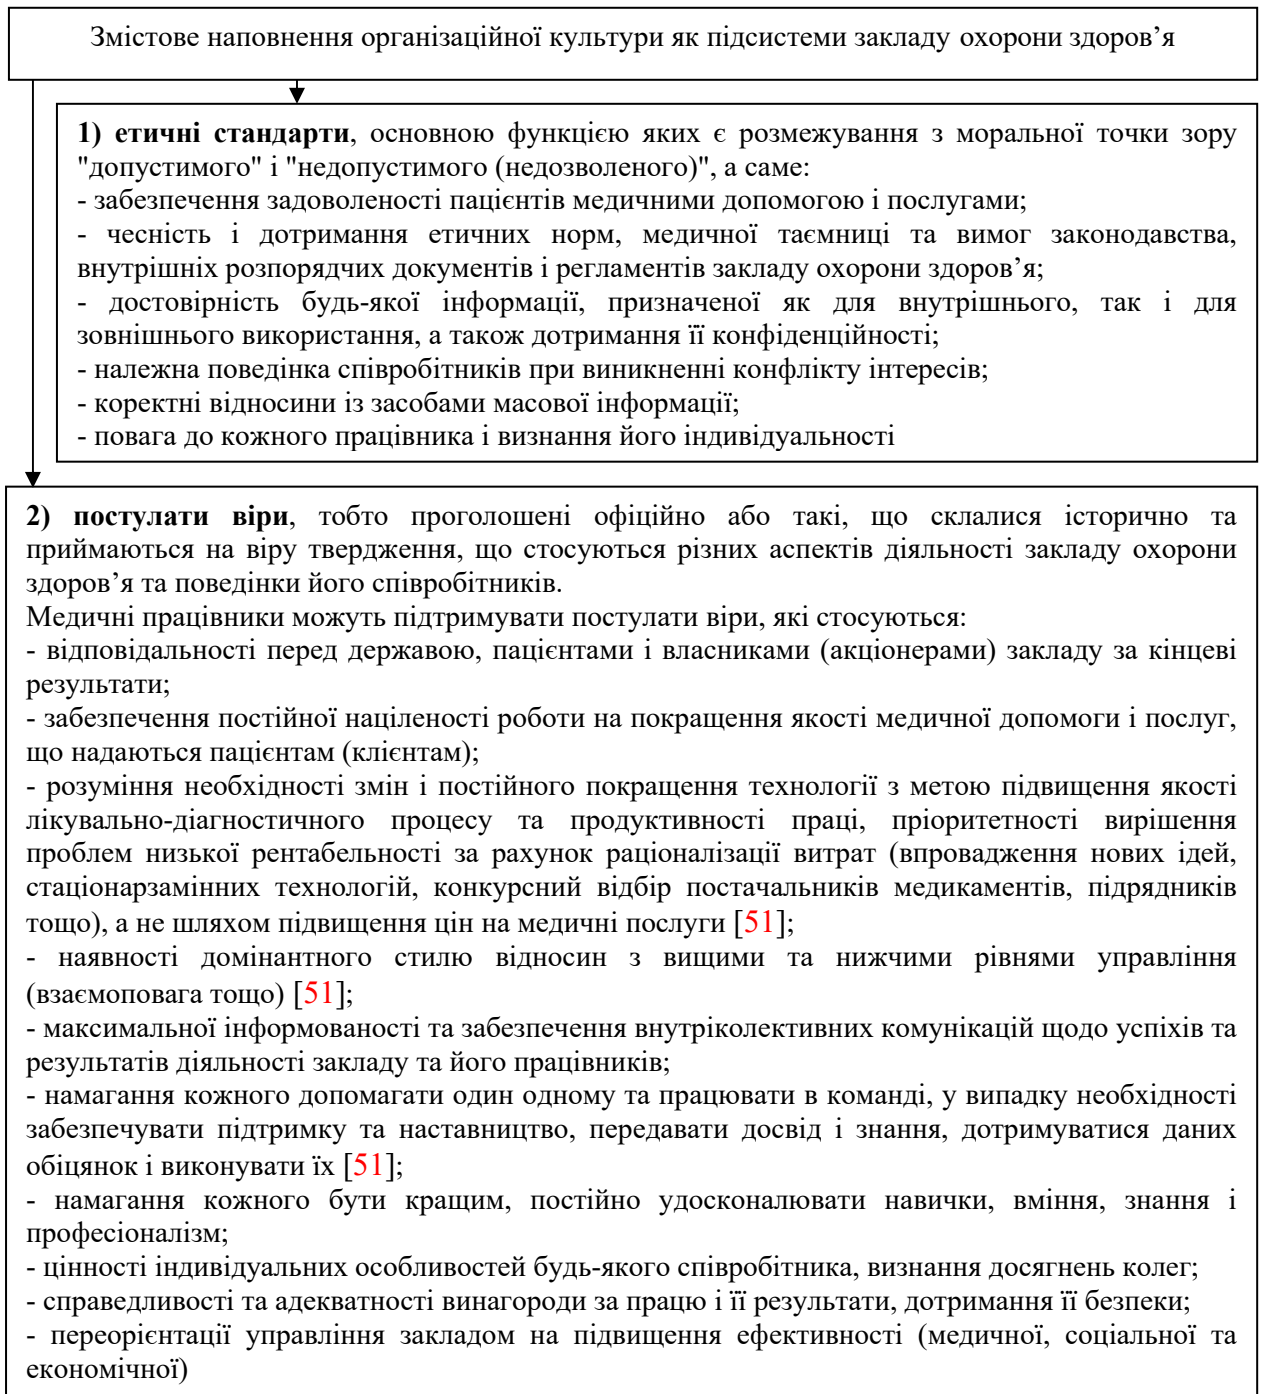 Змістове наповнення організаційної культури як підсистеми закладу охорони здоров’я
1) етичні стандарти, основною функцією яких є розмежування з моральної точки зору
"допустимого" і "недопустимого (недозволеного)", а саме:
- забезпечення задоволеності пацієнтів медичними допомогою і послугами;
- чесність і дотримання етичних норм, медичної таємниці та вимог законодавства,
внутрішніх розпорядчих документів і регламентів закладу охорони здоров’я;
- достовірність будь-якої інформації, призначеної як для внутрішнього, так і для
зовнішнього використання, а також дотримання її конфіденційності;
- належна поведінка співробітників при виникненні конфлікту інтересів;
- коректні відносини із засобами масової інформації;
- повага до кожного працівника і визнання його індивідуальності
2) постулати віри, тобто проголошені офіційно або такі, що склалися історично та
приймаються на віру твердження, що стосуються різних аспектів діяльності закладу охорони
здоров’я та поведінки його співробітників.
Медичні працівники можуть підтримувати постулати віри, які стосуються:
- відповідальності перед державою, пацієнтами і власниками (акціонерами) закладу за кінцеві
результати;
- забезпечення постійної націленості роботи на покращення якості медичної допомоги і послуг,
що надаються пацієнтам (клієнтам);
- розуміння необхідності змін і постійного покращення технології з метою підвищення якості
лікувально-діагностичного процесу та продуктивності праці, пріоритетності вирішення
проблем низької рентабельності за рахунок раціоналізації витрат (впровадження нових ідей,
стаціонарзамінних технологій, конкурсний відбір постачальників медикаментів, підрядників
тощо), а не шляхом підвищення цін на медичні послуги [51];
- наявності домінантного стилю відносин з вищими та нижчими рівнями управління
(взаємоповага тощо) [51];
- максимальної інформованості та забезпечення внутріколективних комунікацій щодо успіхів та
результатів діяльності закладу та його працівників;
- намагання кожного допомагати один одному та працювати в команді, у випадку необхідності
забезпечувати підтримку та наставництво, передавати досвід і знання, дотримуватися даних
обіцянок і виконувати їх [51];
- намагання кожного бути кращим, постійно удосконалювати навички, вміння, знання і
професіоналізм;
- цінності індивідуальних особливостей будь-якого співробітника, визнання досягнень колег;
- справедливості та адекватності винагороди за працю і її результати, дотримання її безпеки;
- переорієнтації управління закладом на підвищення ефективності (медичної, соціальної та
економічної)